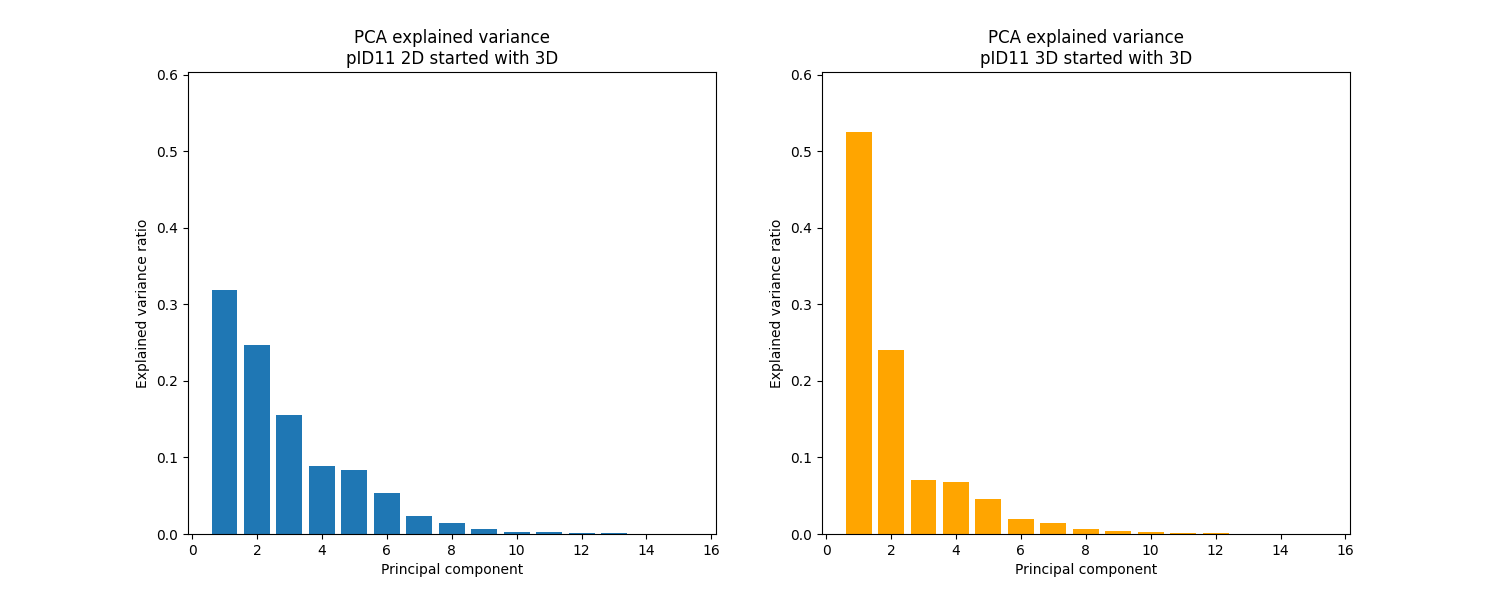 PCA explained variance
pID11 2D started with 3D
0.6
0.5
0.4
0.3
0.2
0.1
0.0
Explained variance ratio
0 2 4 6 8 10 12 14 16
Principal component
PCA explained variance
pID11 3D started with 3D
0.6
0.5
0.4
0.3
0.2
0.1
0.0
Explained variance ratio
0 2 4 6 8 10 12 14 16
Principal component